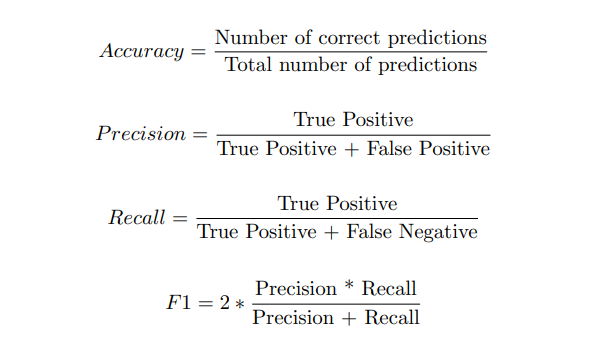 Number of correct predictions
Accuracy =
Total number of predictions
True Positive
Precision =
True Positive + False Positive
True Positive
Recall =
True Positive + False Negative
Precision * Recall
F1 = 2 *
Precision + Recall